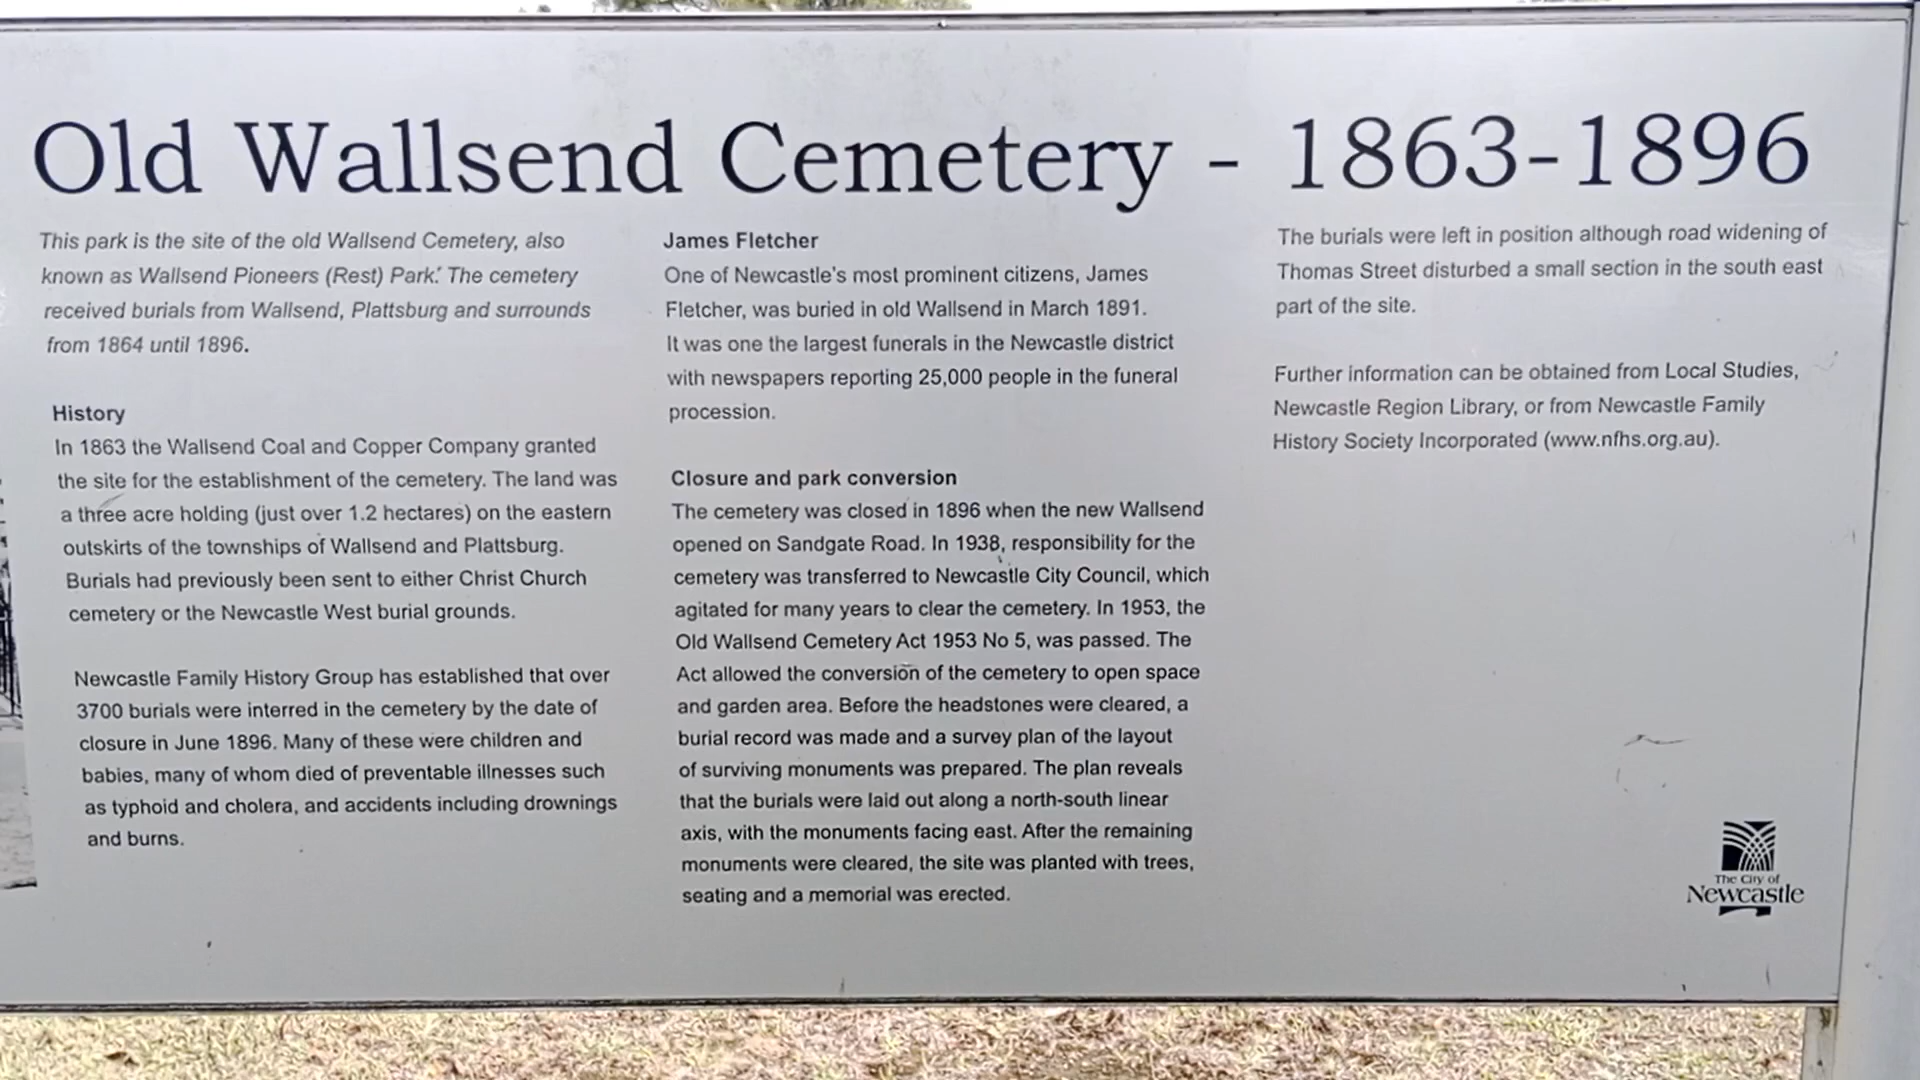 Old Wallsend Cemetery - 1863-1896
This park is the site of the old Wallsend Cemetery, also
known as Wallsend Pioneers (Rest) Park.' The cemetery
received burials from Wallsend, Plattsburg and surrounds
from 1864 until 1896.
History
In 1863 the Wallsend Coal and Copper Company granted
the site for the establishment of the cemetery. The land was
a three acre holding (just over 1.2 hectares) on the eastern
outskirts of the townships of Wallsend and Plattsburg.
Burials had previously been sent to either Christ Church
cemetery or the Newcastle West burial grounds.
Newcastle Family History Group has established that over
3700 burials were interred in the cemetery by the date of
closure in June 1896. Many of these were children and
babies, many of whom died of preventable illnesses such
as typhoid and cholera, and accidents including drownings
and burns.
James Fletcher
One of Newcastle's most prominent citizens, James
Fletcher, was buried in old Wallsend in March 1891.
It was one the largest funerals in the Newcastle district
with newspapers reporting 25,000 people in the funeral
procession.
Closure and park conversion
The cemetery was closed in 1896 when the new Wallsend
opened on Sandgate Road. In 1938, responsibility for the
cemetery was transferred to Newcastle City Council, which
agitated for many years to clear the cemetery. In 1953, the
Old Wallsend Cemetery Act 1953 No 5, was passed. The
Act allowed the conversion of the cemetery to open space
and garden area. Before the headstones were cleared, a
burial record was made and a survey plan of the layout
of surviving monuments was prepared. The plan reveals
that the burials were laid out along a north-south linear
axis, with the monuments facing east. After the remaining
monuments were cleared, the site was planted with trees,
seating and a memorial was erected.
The burials were left in position although road widening of
Thomas Street disturbed a small section in the south east
part of the site.
Further information can be obtained from Local Studies,
Newcastle Region Library, or from Newcastle Family
History Society Incorporated (www.nfhs.org.au).
The City of
Newcastle